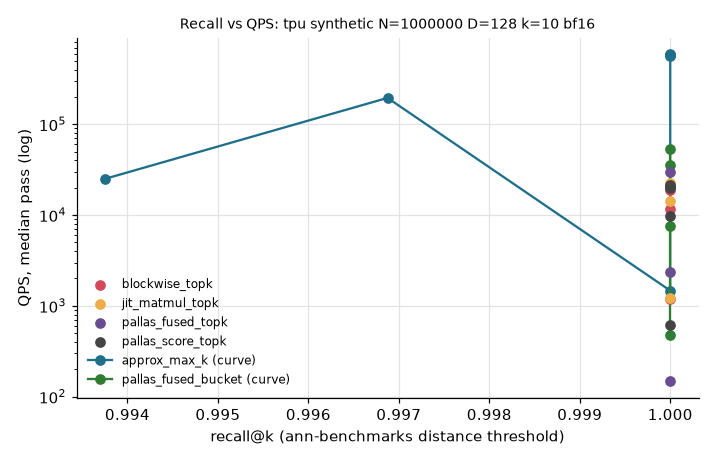 Recall vs QPS: tpu synthetic N=1000000 D=128 k=10 bf16
QPS, median pass (log)
10^5
10^4
10^3
10^2
blockwise_topk
jit_matmul_topk
pallas_fused_topk
pallas_score_topk
approx_max_k (curve)
pallas_fused_bucket (curve)
0.994 0.995 0.996 0.997 0.998 0.999 1.000
recall@k (ann-benchmarks distance threshold)